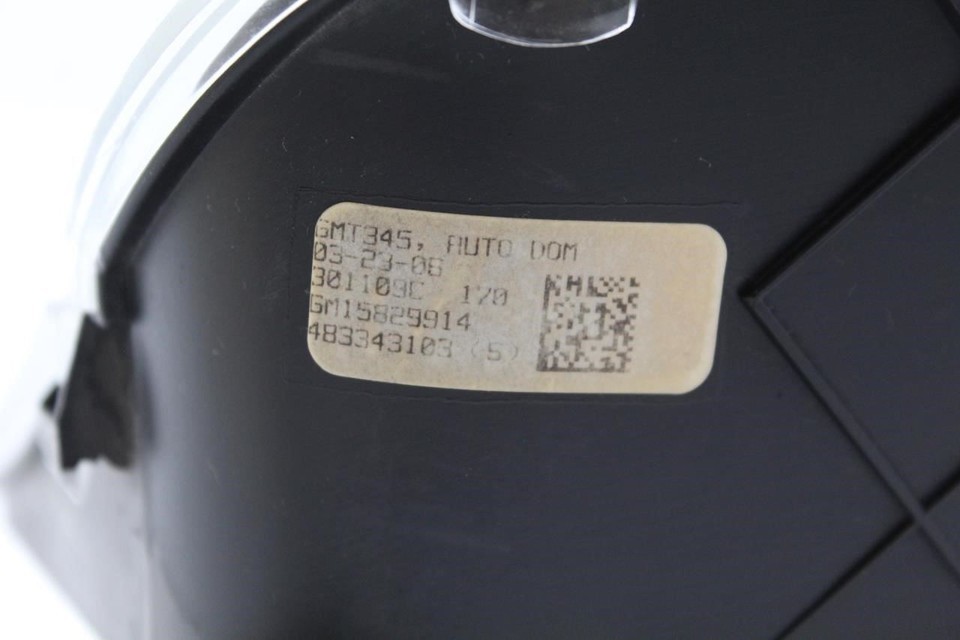 GMT345, AUTO DOM
03-23-06
301109C 170
GM15829914
483343103 (5)